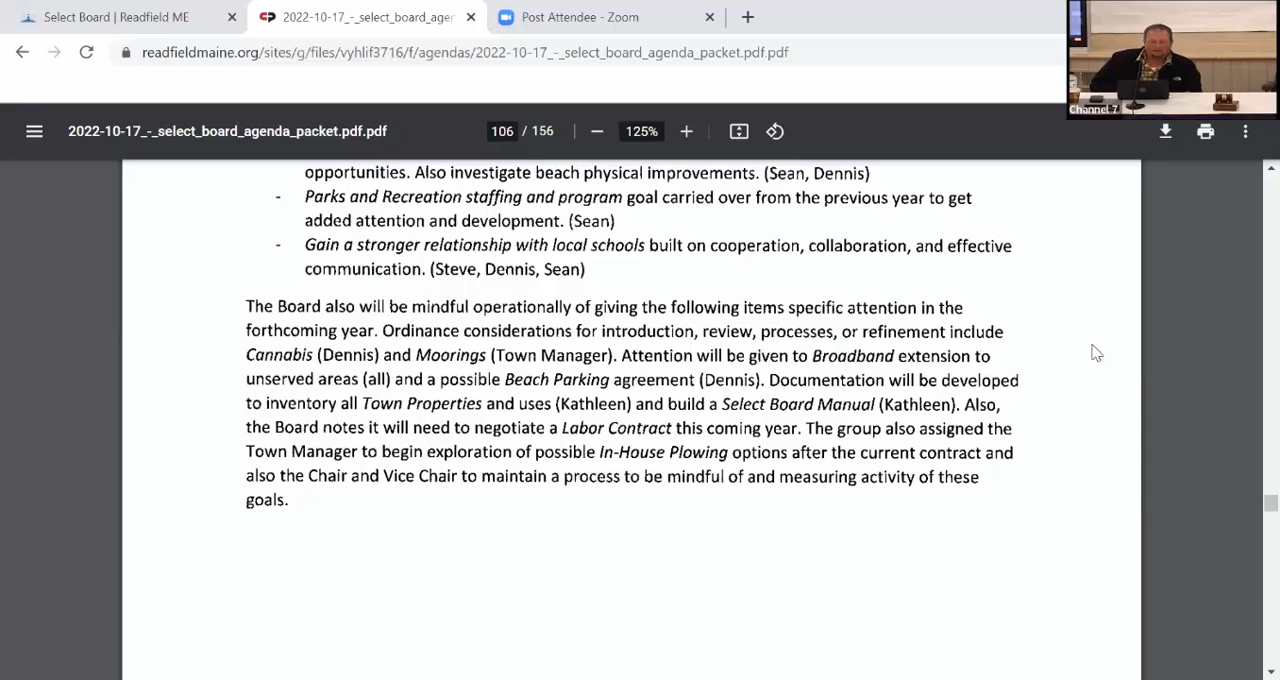 Select Board | Readfield ME
2022-10-17_-_select_board_agen
Post Attendee - Zoom
readfieldmaine.org/sites/g/files/vyhlif3716/f/agendas/2022-10-17_-_select_board_agenda_packet.pdf.pdf
Channel 7
2022-10-17_-_select_board_agenda_packet.pdf.pdf
106 / 156
125%
opportunities. Also investigate beach physical improvements. (Sean, Dennis)
- Parks and Recreation staffing and program goal carried over from the previous year to get
added attention and development. (Sean)
- Gain a stronger relationship with local schools built on cooperation, collaboration, and effective
communication. (Steve, Dennis, Sean)
The Board also will be mindful operationally of giving the following items specific attention in the
forthcoming year. Ordinance considerations for introduction, review, processes, or refinement include
Cannabis (Dennis) and Moorings (Town Manager). Attention will be given to Broadband extension to
unserved areas (all) and a possible Beach Parking agreement (Dennis). Documentation will be developed
to inventory all Town Properties and uses (Kathleen) and build a Select Board Manual (Kathleen). Also,
the Board notes it will need to negotiate a Labor Contract this coming year. The group also assigned the
Town Manager to begin exploration of possible In-House Plowing options after the current contract and
also the Chair and Vice Chair to maintain a process to be mindful of and measuring activity of these
goals.